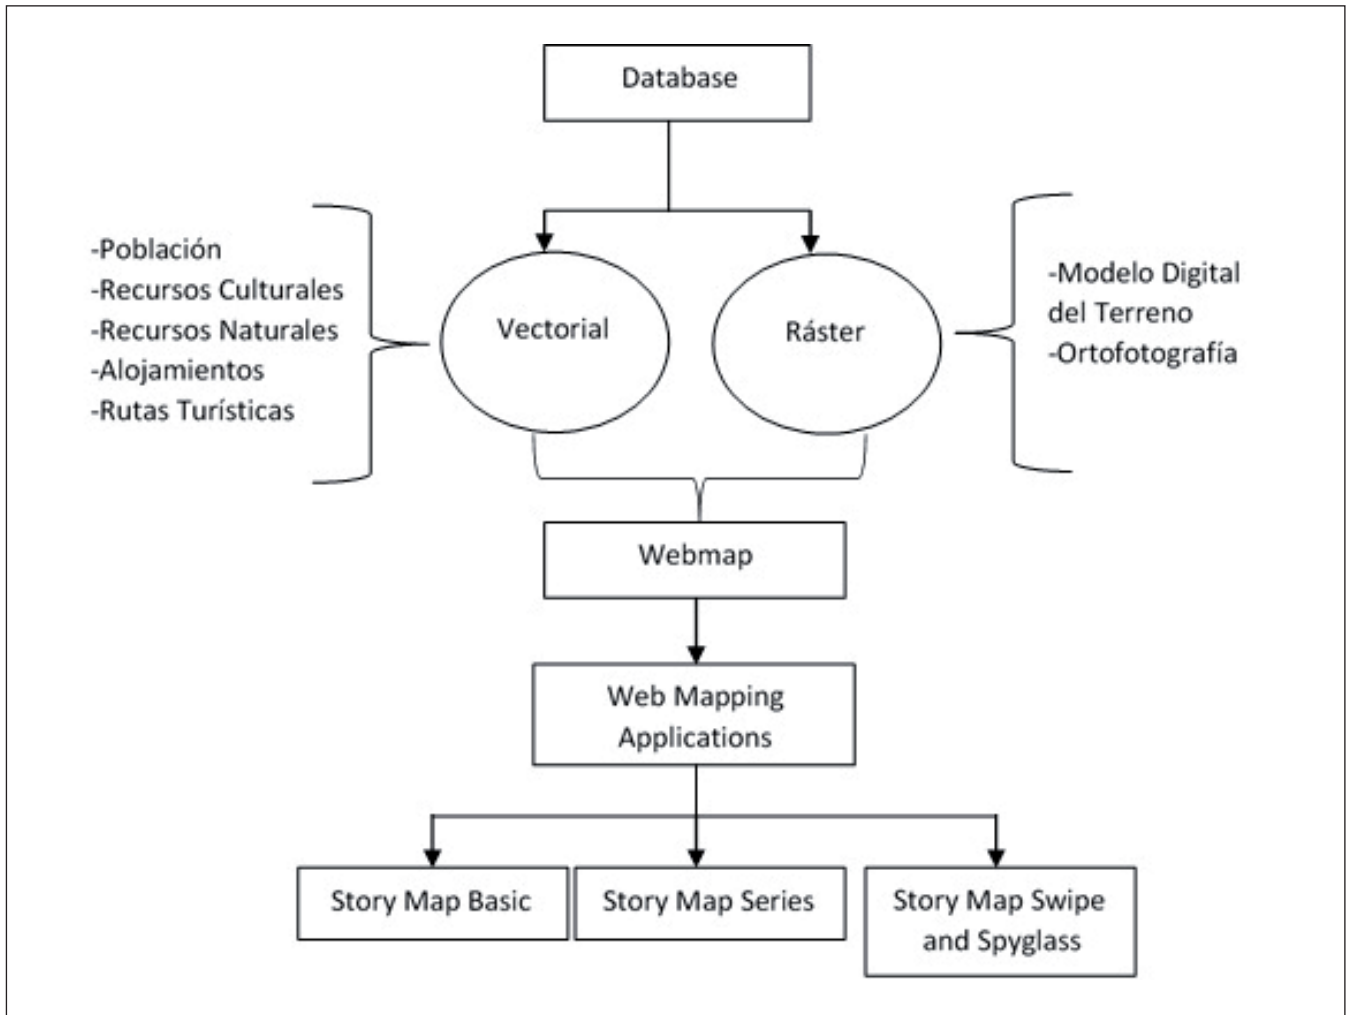 Database
-Población
-Recursos Culturales
-Recursos Naturales
-Alojamientos
-Rutas Turísticas
Vectorial
Ráster
-Modelo Digital
del Terreno
-Ortofotografía
Webmap
Web Mapping
Applications
Story Map Basic
Story Map Series
Story Map Swipe
and Spyglass